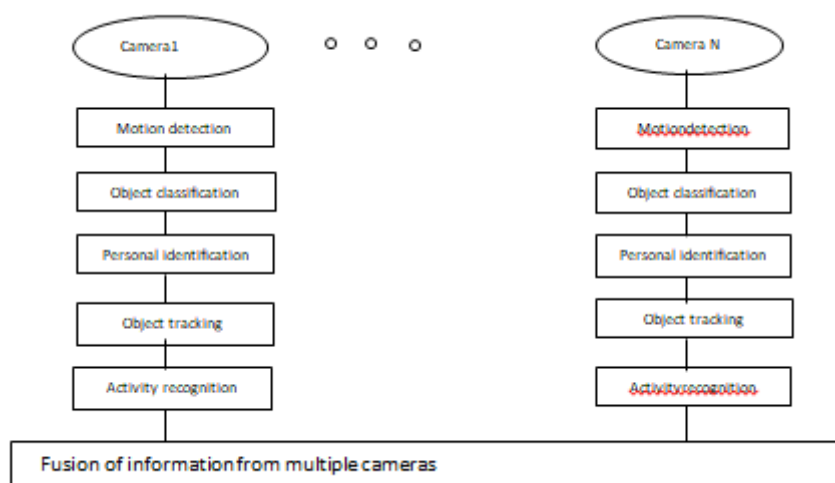 Camera1
Camera N
Motion detection
Motiondetection
Object classification
Object classification
Personal identification
Personal identification
Object tracking
Object tracking
Activity recognition
Activityrecognition
Fusion of information from multiple cameras